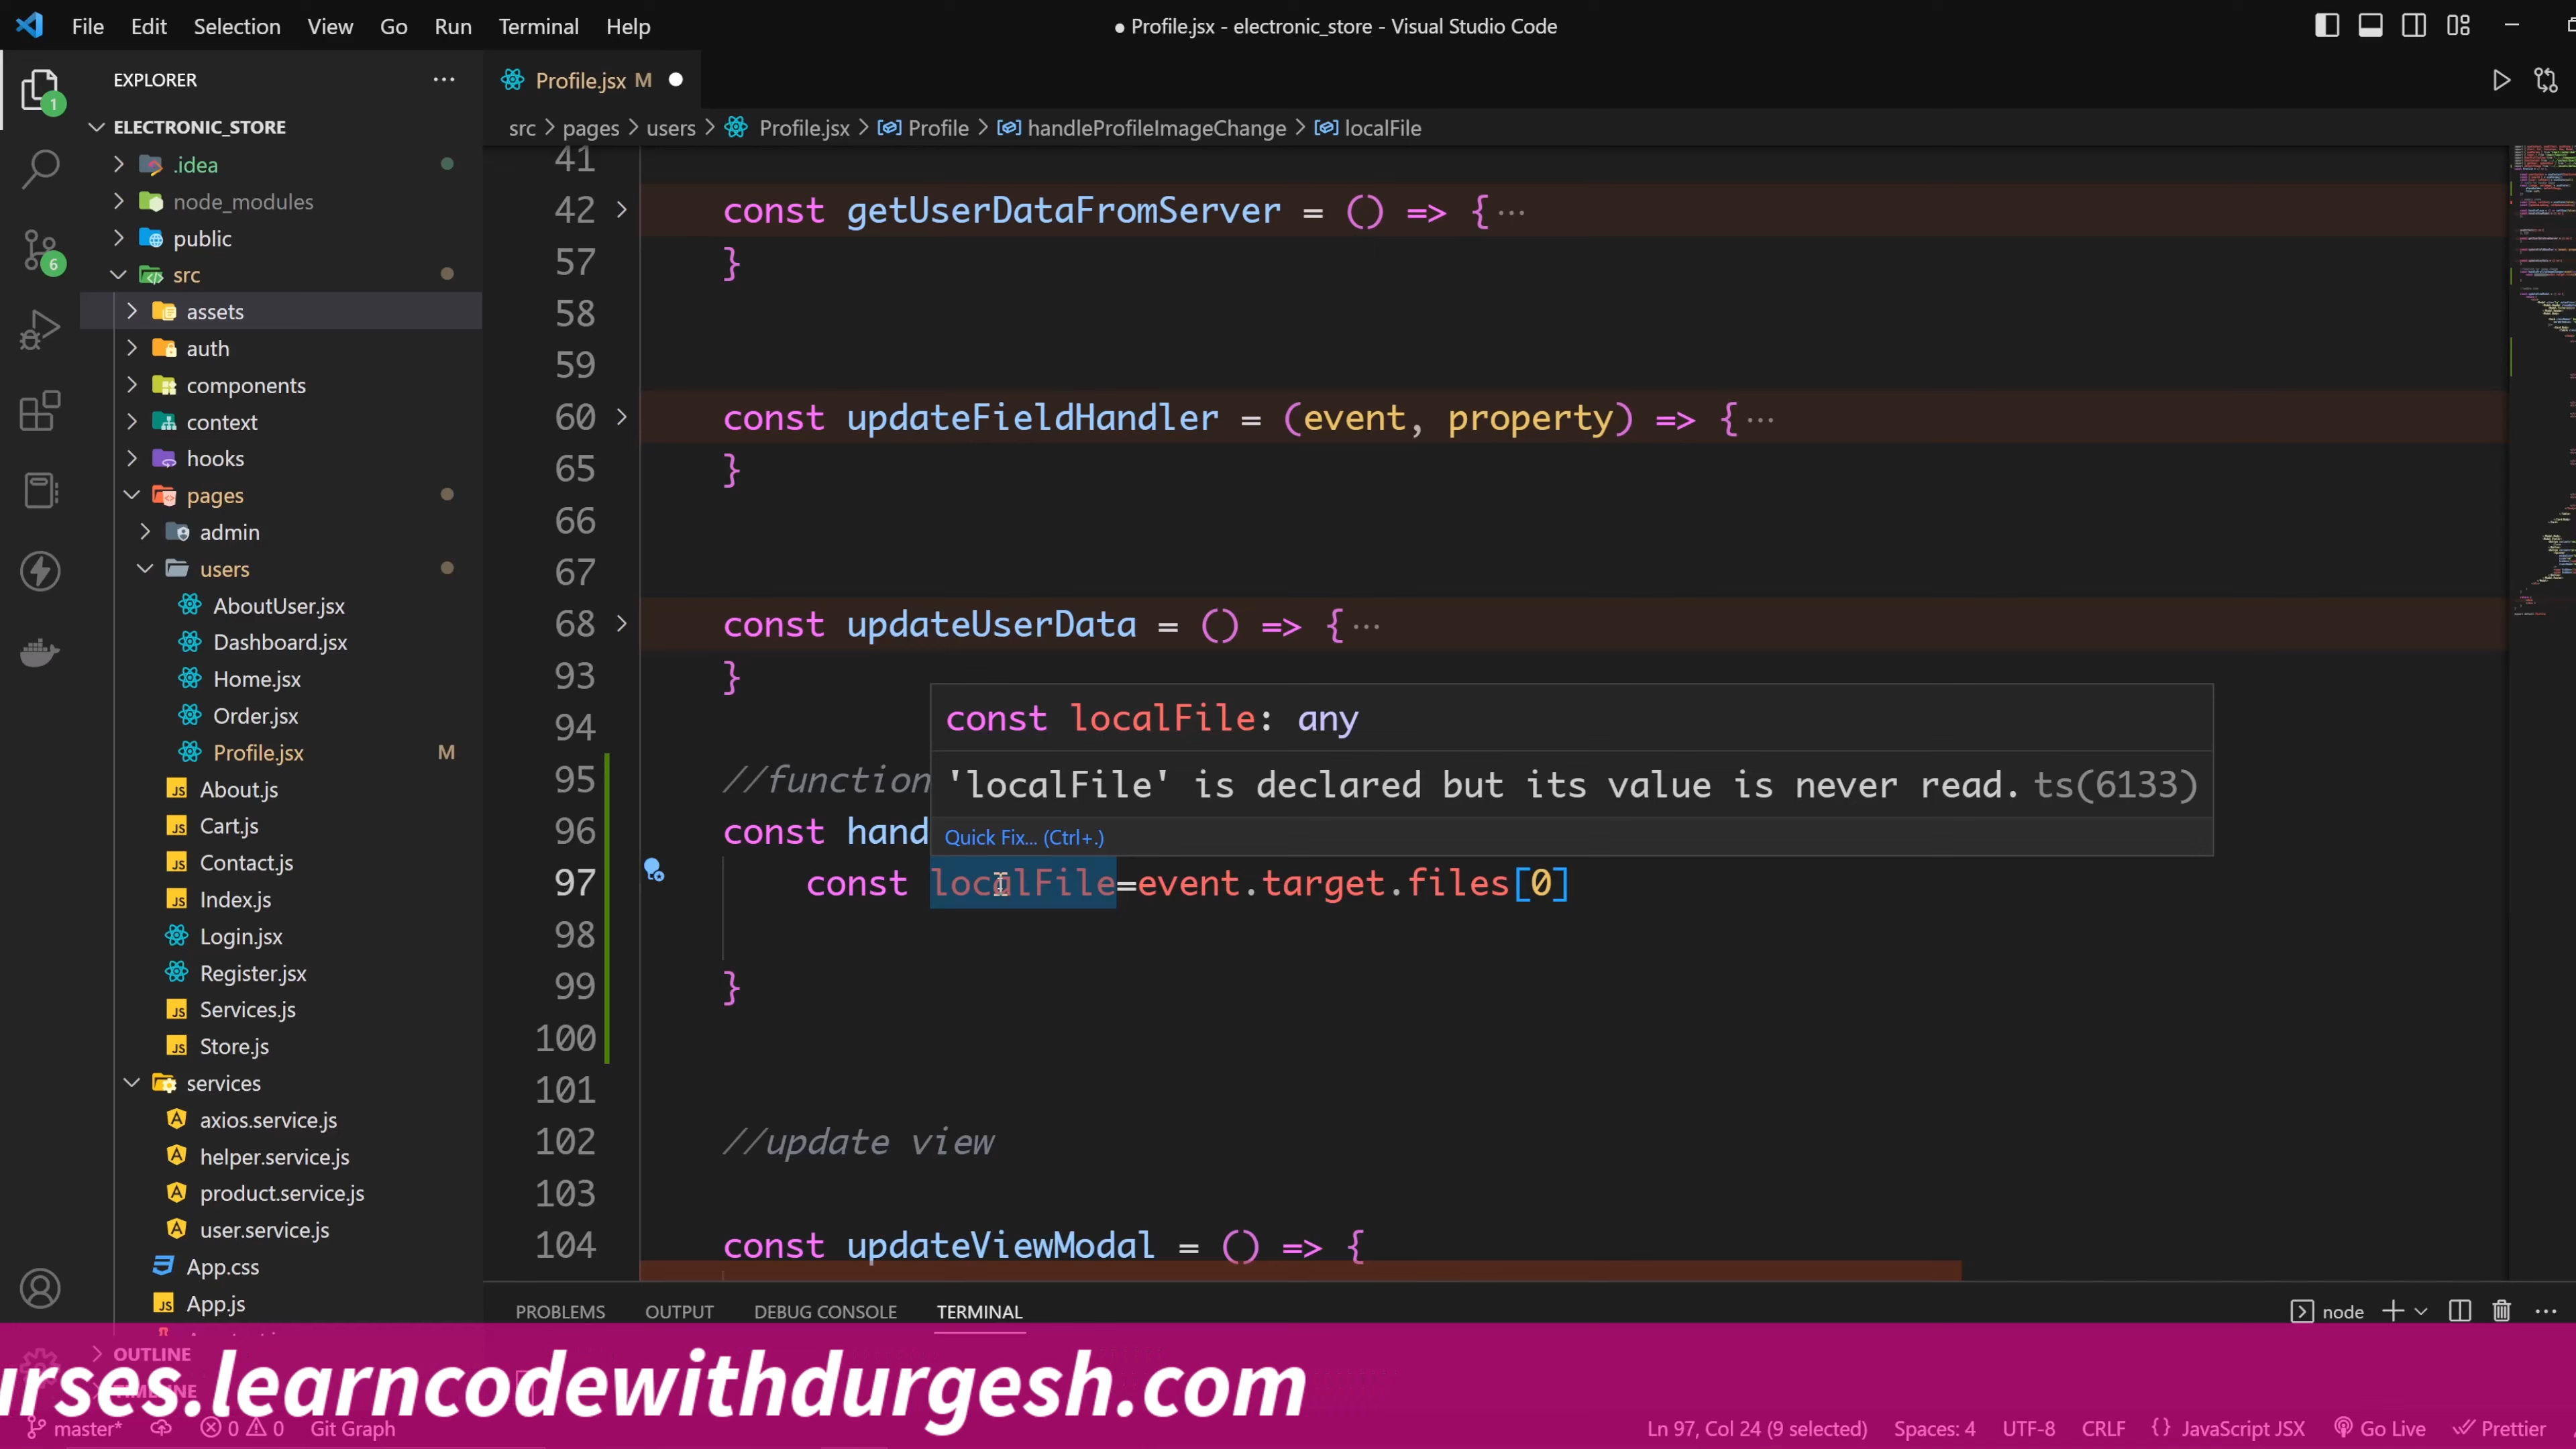 File Edit Selection View Go Run Terminal Help
● Profile.jsx - electronic_store - Visual Studio Code
EXPLORER
ELECTRONIC_STORE
.idea
node_modules
public
src
assets
auth
components
context
hooks
pages
admin
users
AboutUser.jsx
Dashboard.jsx
Home.jsx
Order.jsx
Profile.jsx M
About.js
Cart.js
Contact.js
Index.js
Login.jsx
Register.jsx
Services.js
Store.js
services
axios.service.js
helper.service.js
product.service.js
user.service.js
App.css
App.js
OUTLINE
TIMELINE
1
6
Profile.jsx M
src > pages > users > Profile.jsx > Profile > handleProfileImageChange > localFile
41
42 const getUserDataFromServer = () => {···
57 }
58
59
60 const updateFieldHandler = (event, property) => {···
65 }
66
67
68 const updateUserData = () => {···
93 }
94
const localFile: any
'localFile' is declared but its value is never read. ts(6133)
Quick Fix... (Ctrl+.)
95 //function
96 const hand
97 const localFile=event.target.files[0]
98
99 }
100
101
102 //update view
103
104 const updateViewModal = () => {
PROBLEMS OUTPUT DEBUG CONSOLE TERMINAL
node
urses.learncodewithdurgesh.com
master* 0 0 Git Graph
Ln 97, Col 24 (9 selected) Spaces: 4 UTF-8 CRLF {} JavaScript JSX Go Live Prettier